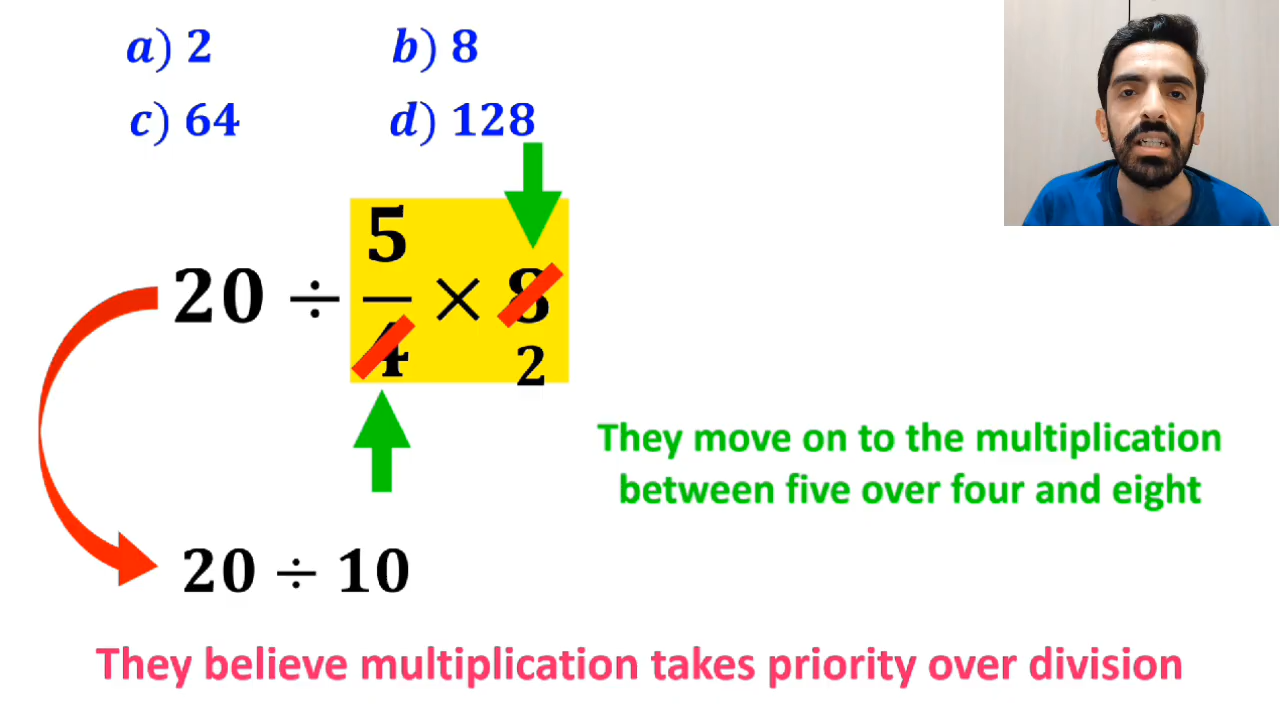 a) 2 b) 8
c) 64 d) 128
20 ÷ 5/4 × 8
2
They move on to the multiplication
between five over four and eight
20 ÷ 10
They believe multiplication takes priority over division